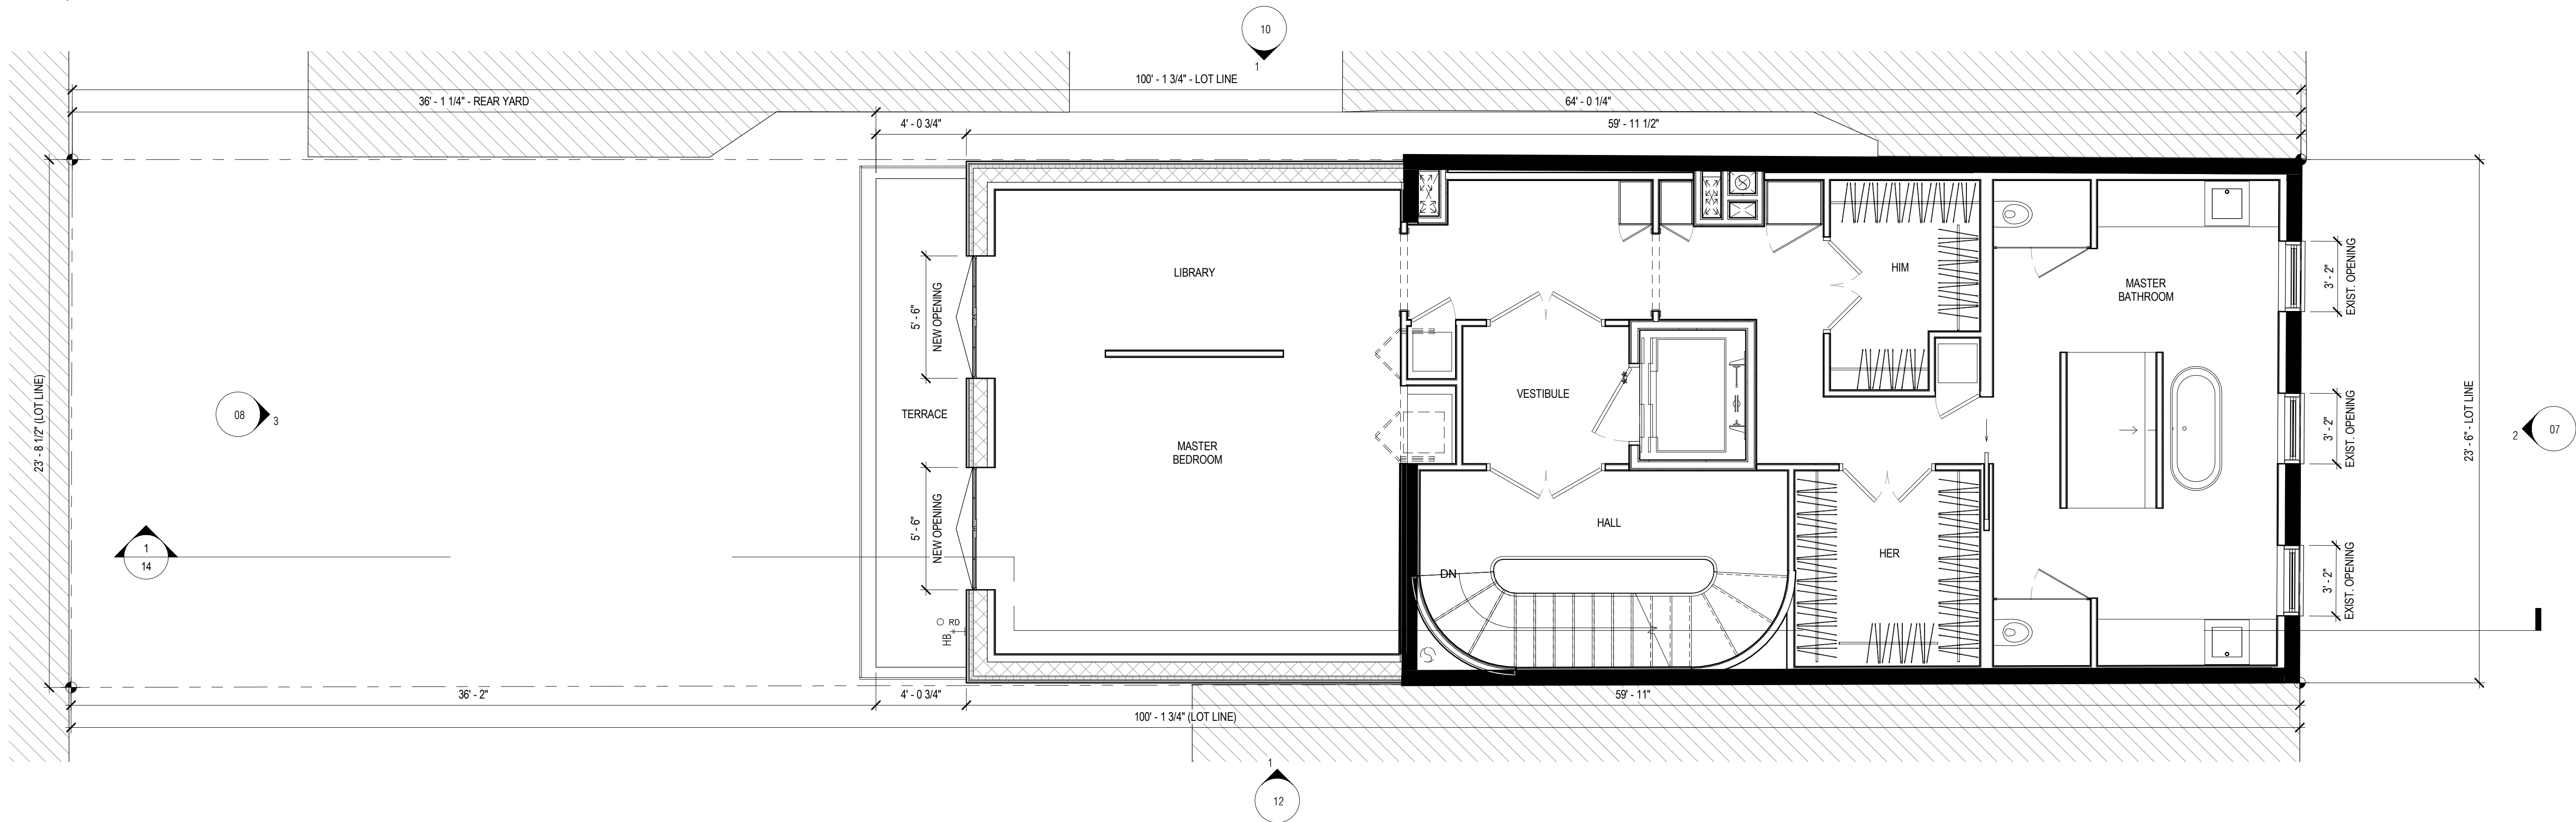 10
1
100' - 1 3/4" - LOT LINE
36' - 1 1/4" - REAR YARD
64' - 0 1/4"
4' - 0 3/4"
59' - 11 1/2"
23' - 8 1/2" (LOT LINE)
08
3
1
14
5' - 6"
NEW OPENING
TERRACE
5' - 6"
NEW OPENING
RD
HB
LIBRARY
MASTER
BEDROOM
VESTIBULE
HALL
DN
HIM
HER
MASTER
BATHROOM
3' - 2"
EXIST. OPENING
3' - 2"
EXIST. OPENING
3' - 2"
EXIST. OPENING
23' - 6" - LOT LINE
2
07
36' - 2"
4' - 0 3/4"
59' - 11"
100' - 1 3/4" (LOT LINE)
1
12